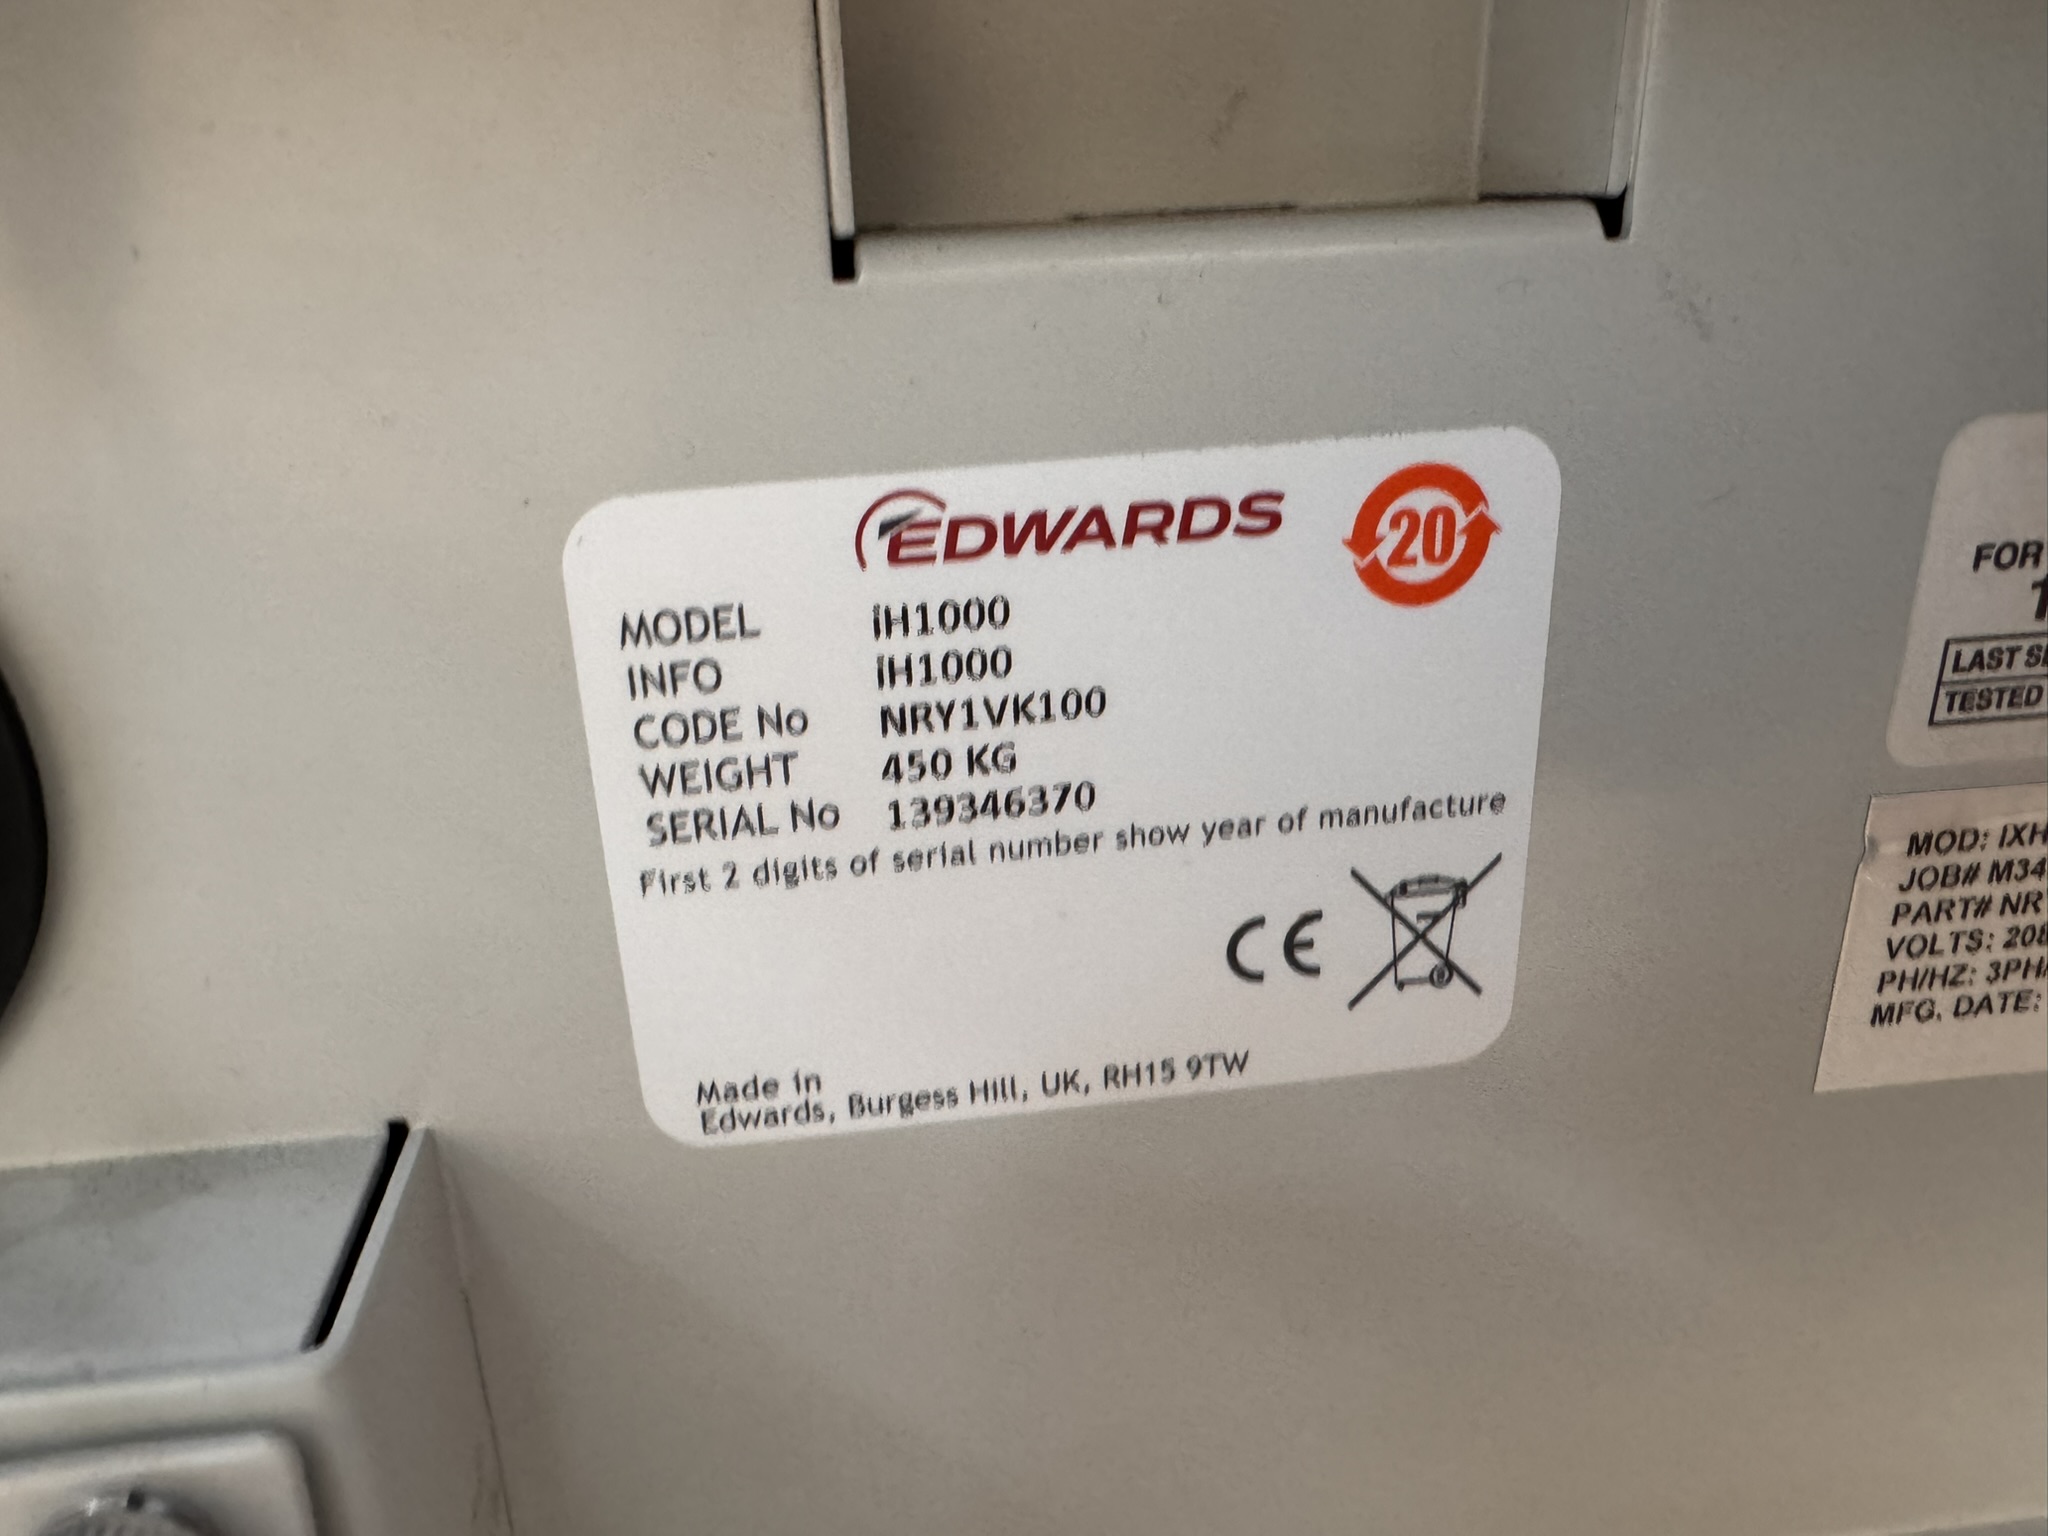 EDWARDS
20
MODEL iH1000
INFO iH1000
CODE No NRY1VK100
WEIGHT 450 KG
SERIAL No 139346370
First 2 digits of serial number show year of manufacture
CE
Made in
Edwards, Burgess Hill, UK, RH15 9TW
FOR
1
LAST
TESTED
MOD: IXH
JOB# M34
PART# NR
VOLTS: 208
PH/HZ: 3PH/
MFG. DATE: